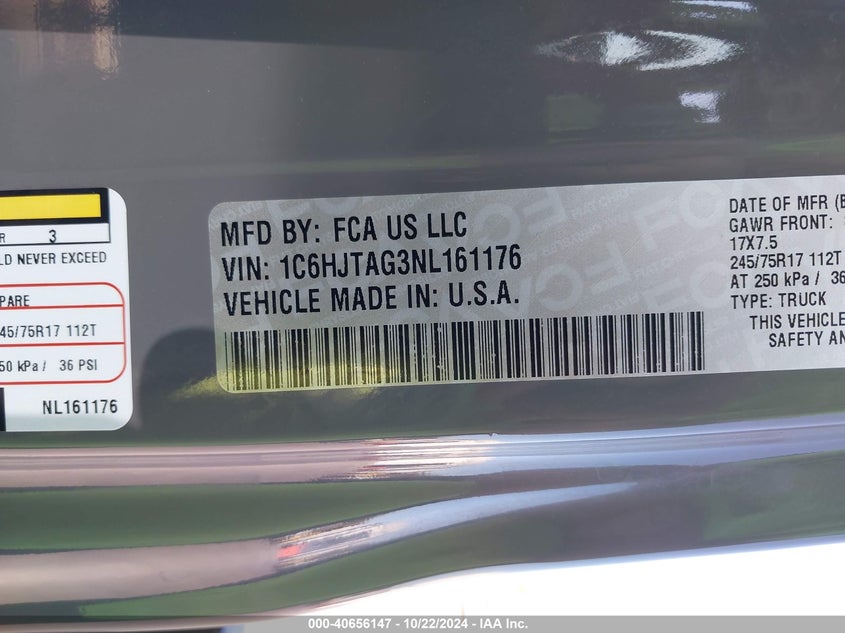 R 3
LD NEVER EXCEED
PARE
245/75R17 112T
50 kPa / 36 PSI
NL161176
MFD BY: FCA US LLC
VIN: 1C6HJTAG3NL161176
VEHICLE MADE IN: U.S.A.
DATE OF MFR (
GAWR FRONT:
17X7.5
245/75R17 112T
AT 250 kPa / 36
TYPE: TRUCK
THIS VEHICLE
SAFETY AN
000-40656147 - 10/22/2024 - IAA Inc.